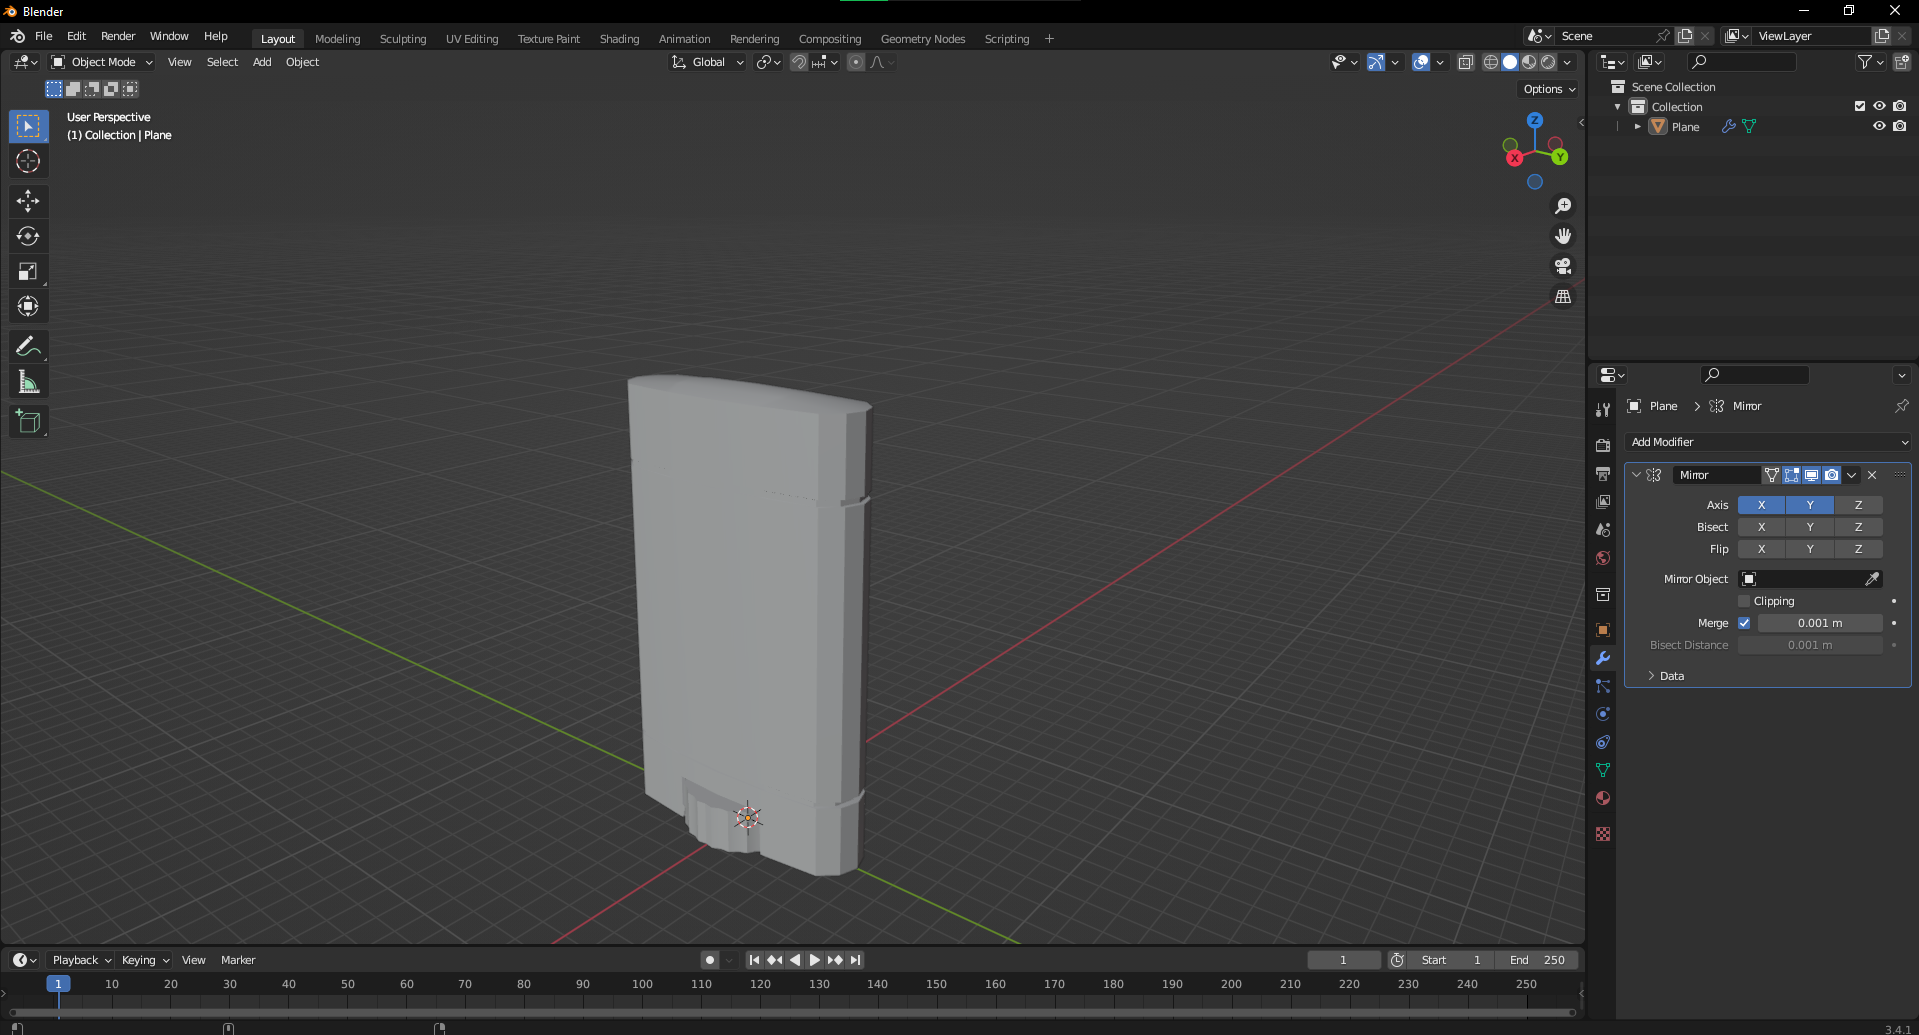 Blender
File Edit Render Window Help Layout Modeling Sculpting UV Editing Texture Paint Shading Animation Rendering Compositing Geometry Nodes Scripting + Scene ViewLayer
Object Mode View Select Add Object Global
Options
User Perspective
(1) Collection | Plane
Z
X Y
Scene Collection
Collection
Plane
Plane > Mirror
Add Modifier
Mirror
Axis X Y Z
Bisect X Y Z
Flip X Y Z
Mirror Object
Clipping
Merge 0.001 m
Bisect Distance 0.001 m
Data
Playback Keying View Marker 1 Start 1 End 250
1 10 20 30 40 50 60 70 80 90 100 110 120 130 140 150 160 170 180 190 200 210 220 230 240 250
3.4.1